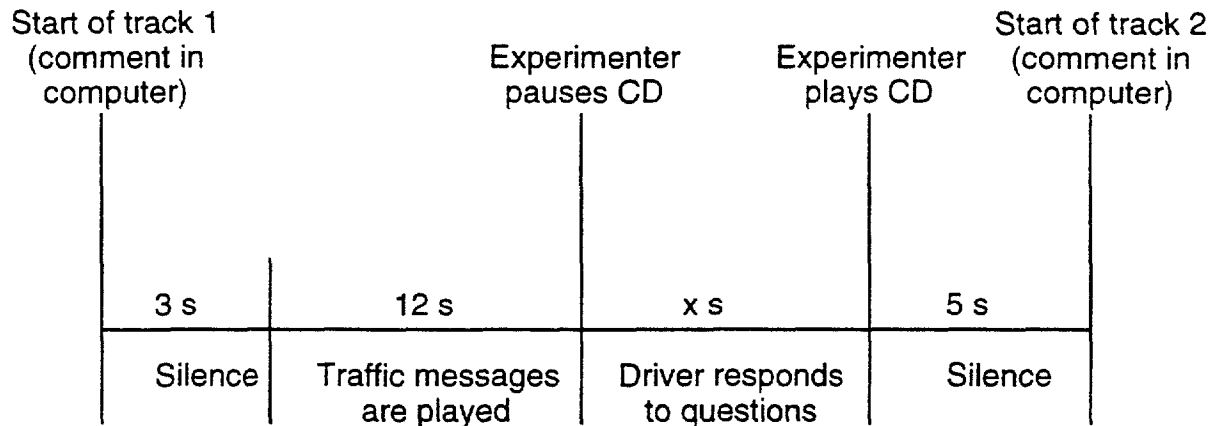 Start of track 1
(comment in
computer)
Experimenter
pauses CD
Experimenter
plays CD
Start of track 2
(comment in
computer)
3 s
12 s
x s
5 s
Silence
Traffic messages
are played
Driver responds
to questions
Silence